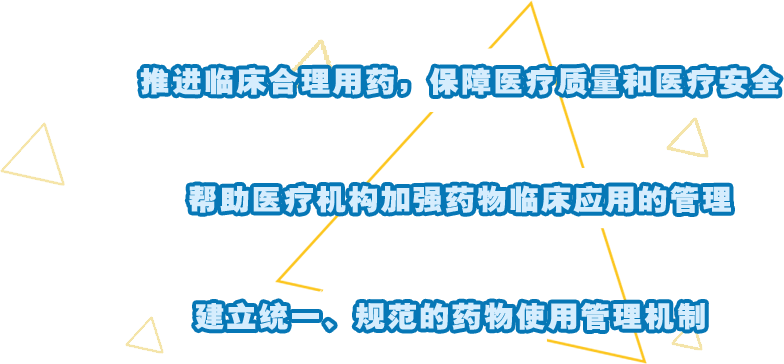 推进临床合理用药，保障医疗质量和医疗安全
帮助医疗机构加强药物临床应用的管理
建立统一、规范的药物使用管理机制